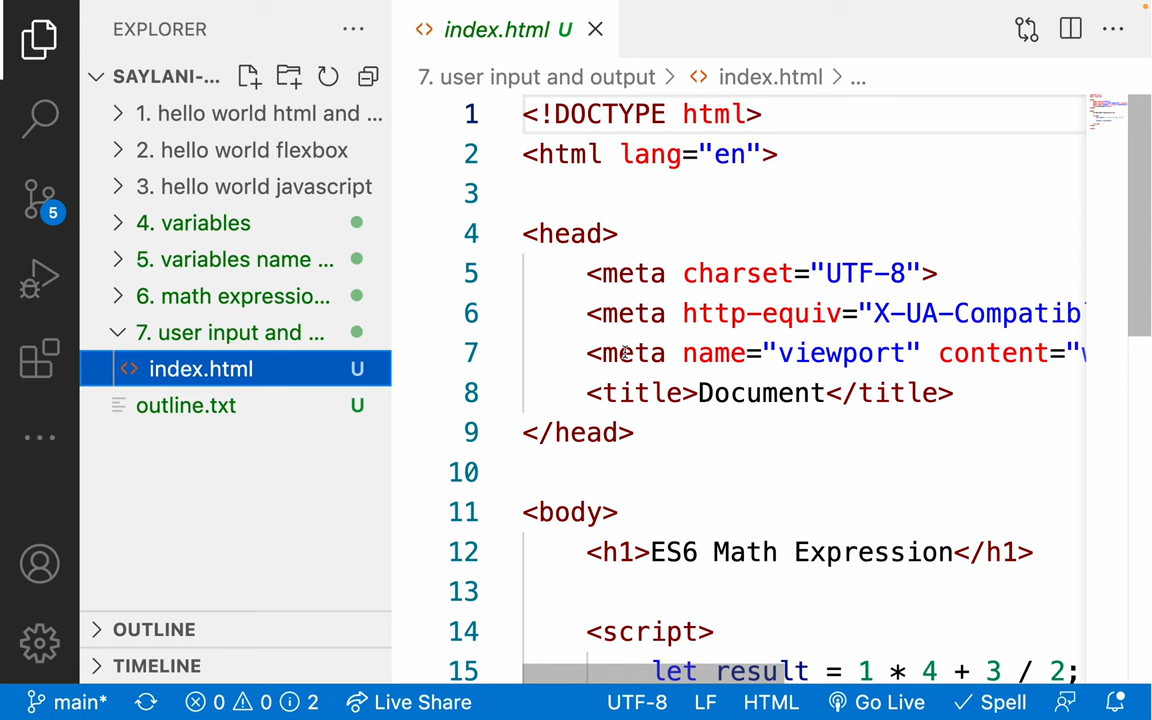 EXPLORER
SAYLANI-...
1. hello world html and ...
2. hello world flexbox
3. hello world javascript
4. variables
5. variables name ...
6. math expressio...
7. user input and ...
index.html U
outline.txt U
OUTLINE
TIMELINE
5
index.html U
7. user input and output > index.html > ...
1 <!DOCTYPE html>
2 <html lang="en">
3
4 <head>
5 <meta charset="UTF-8">
6 <meta http-equiv="X-UA-Compatibl
7 <meta name="viewport" content="w
8 <title>Document</title>
9 </head>
10
11 <body>
12 <h1>ES6 Math Expression</h1>
13
14 <script>
15 let result = 1 * 4 + 3 / 2;
main* 0 0 2 Live Share UTF-8 LF HTML Go Live Spell